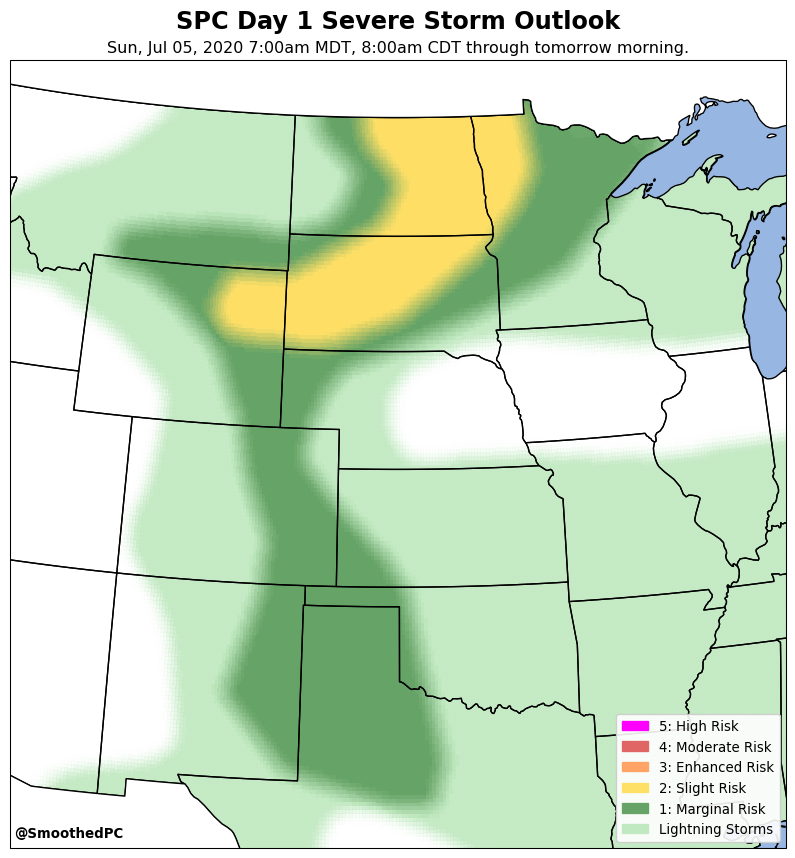 SPC Day 1 Severe Storm Outlook
Sun, Jul 05, 2020 7:00am MDT, 8:00am CDT through tomorrow morning.
5: High Risk
4: Moderate Risk
3: Enhanced Risk
2: Slight Risk
1: Marginal Risk
Lightning Storms
@SmoothedPC